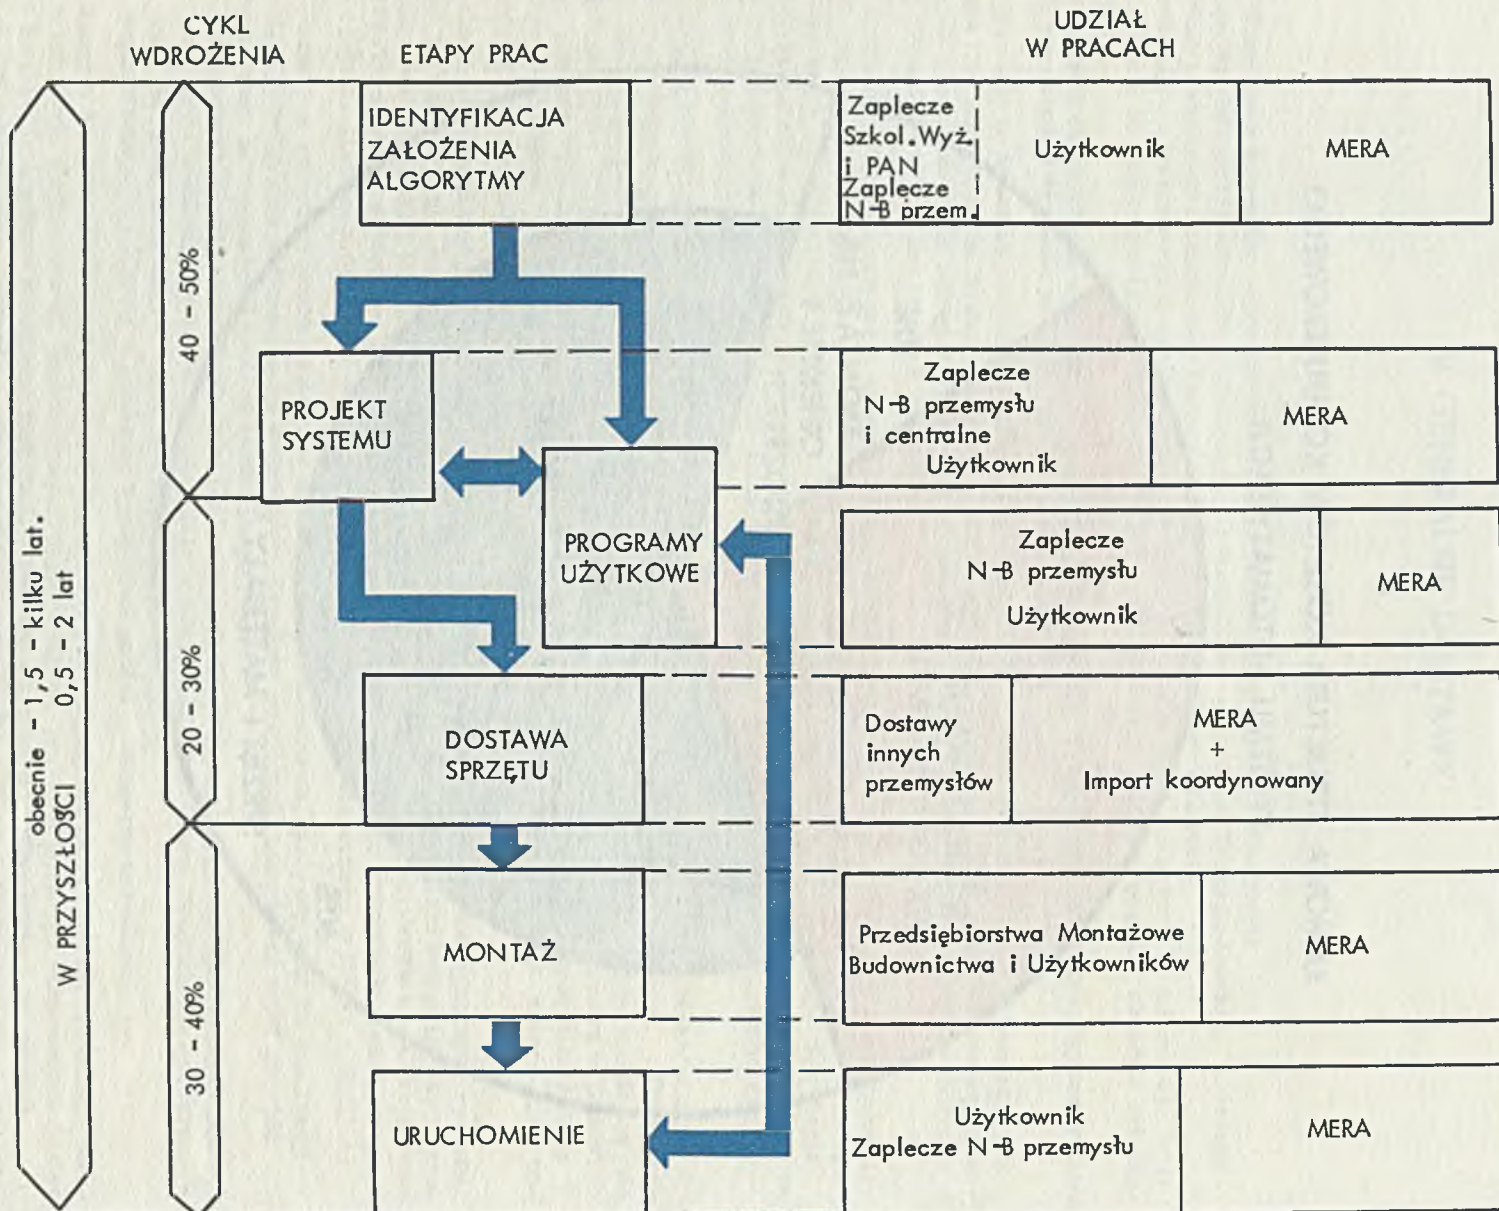 CYKL
WDROŻENIA
ETAPY PRAC
UDZIAŁ
W PRACACH
obecnie - 1,5 - kilku lat.
W PRZYSZŁOŚCI 0,5 - 2 lat
40 - 50%
20 - 30%
30 - 40%
IDENTYFIKACJA
ZAŁOŻENIA
ALGORYTMY
Zaplecze
Szkol.Wyż.
i PAN
Zaplecze
N-B przem.
Użytkownik
MERA
PROJEKT
SYSTEMU
Zaplecze
N-B przemysłu
i centralne
Użytkownik
MERA
PROGRAMY
UŻYTKOWE
Zaplecze
N-B przemysłu
Użytkownik
MERA
DOSTAWA
SPRZĘTU
Dostawy
innych
przemysłów
MERA
+
Import koordynowany
MONTAŻ
Przedsiębiorstwa Montażowe
Budownictwa i Użytkowników
MERA
URUCHOMIENIE
Użytkownik
Zaplecze N-B przemysłu
MERA